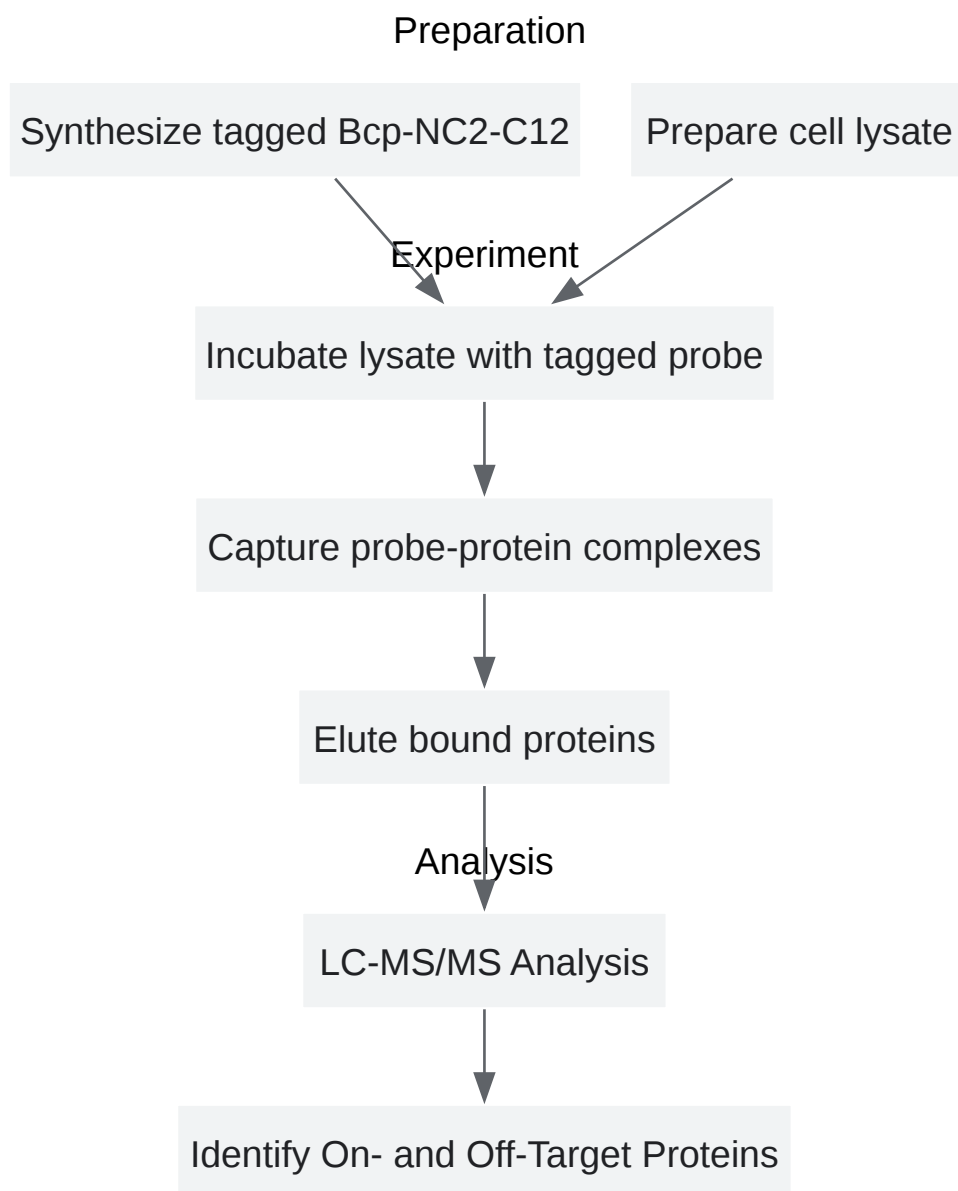 Preparation
Synthesize tagged Bcp-NC2-C12
Prepare cell lysate
Experiment
Incubate lysate with tagged probe
Capture probe-protein complexes
Elute bound proteins
Analysis
LC-MS/MS Analysis
Identify On- and Off-Target Proteins